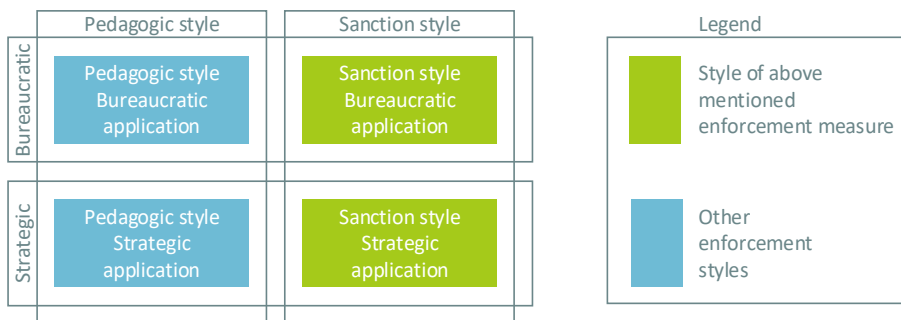 Pedagogic style
Sanction style
Legend
Bureaucratic
Pedagogic style
Bureaucratic
application
Sanction style
Bureaucratic
application
Style of above
mentioned
enforcement measure
Strategic
Pedagogic style
Strategic
application
Sanction style
Strategic
application
Other
enforcement
styles